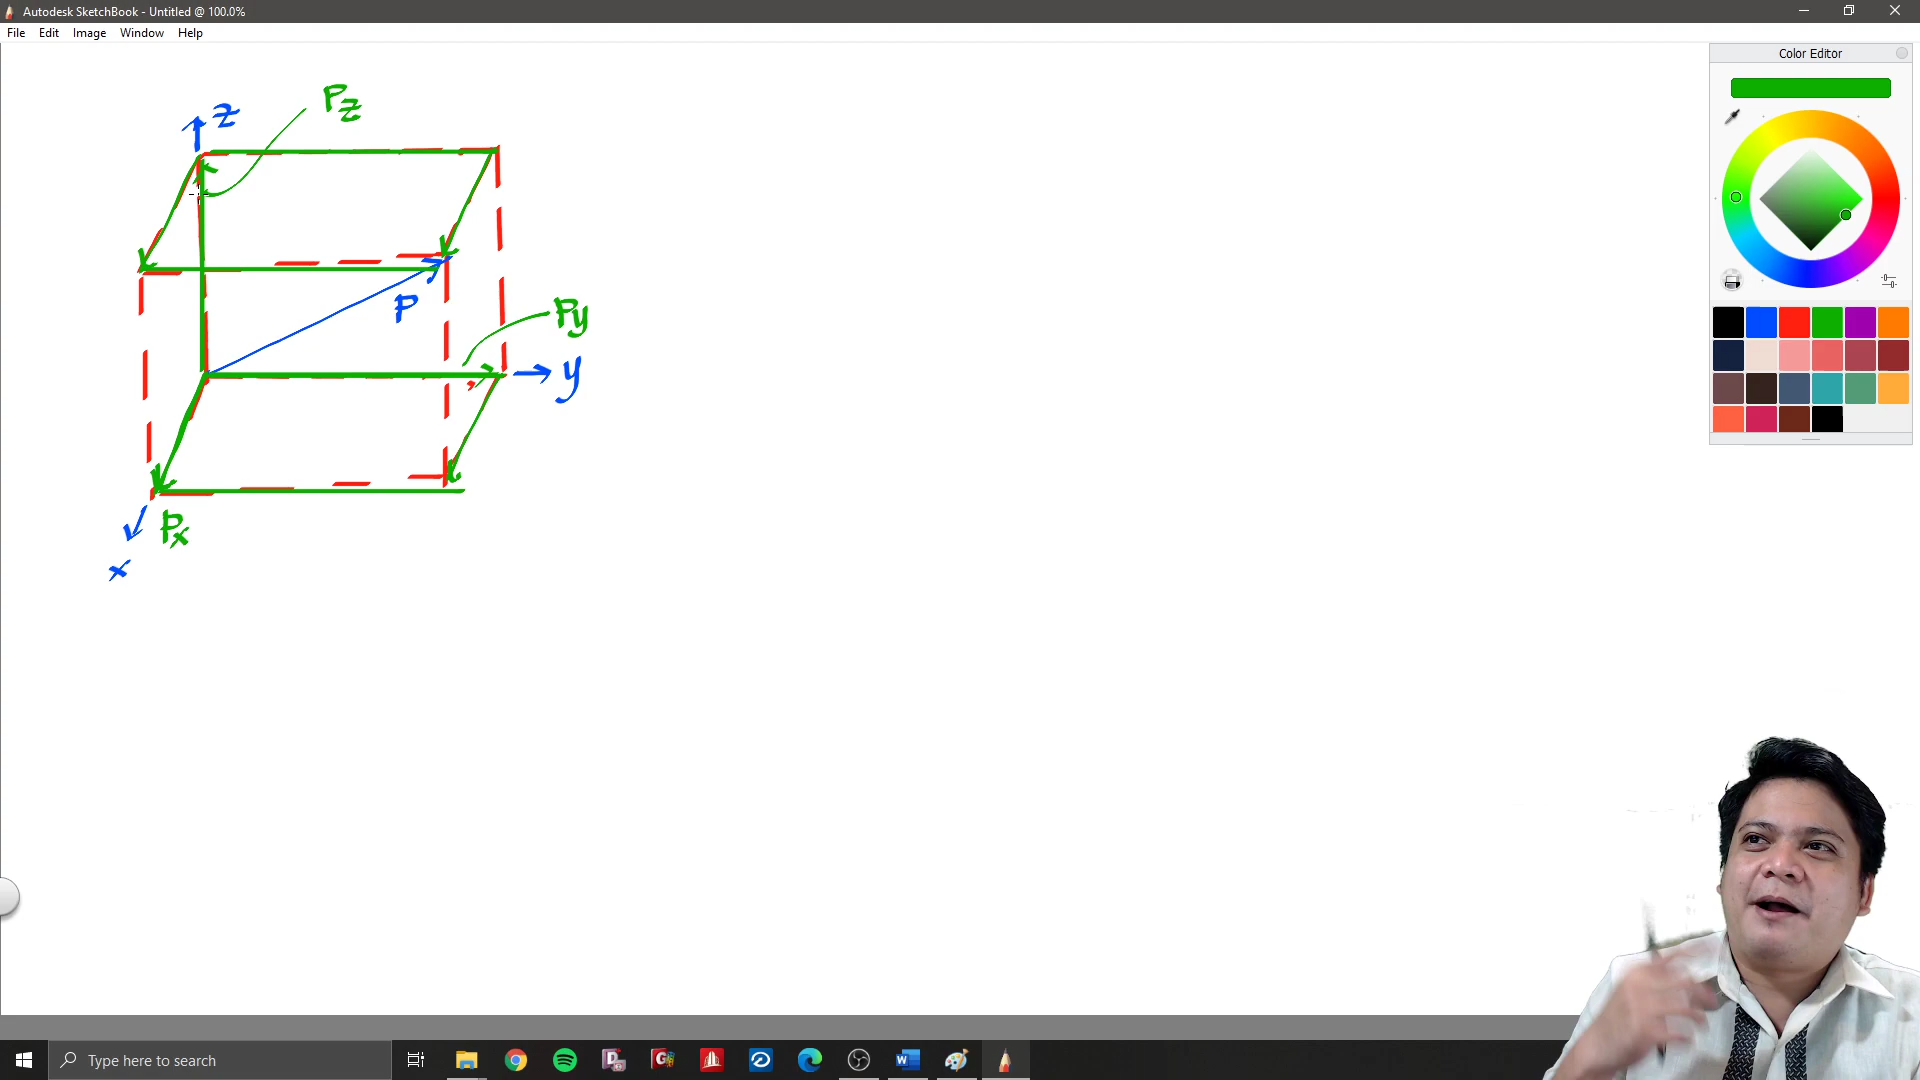 Autodesk SketchBook - Untitled @ 100.0%
File Edit Image Window Help
Color Editor
Pz
z
P
Py
y
Px
x
Type here to search